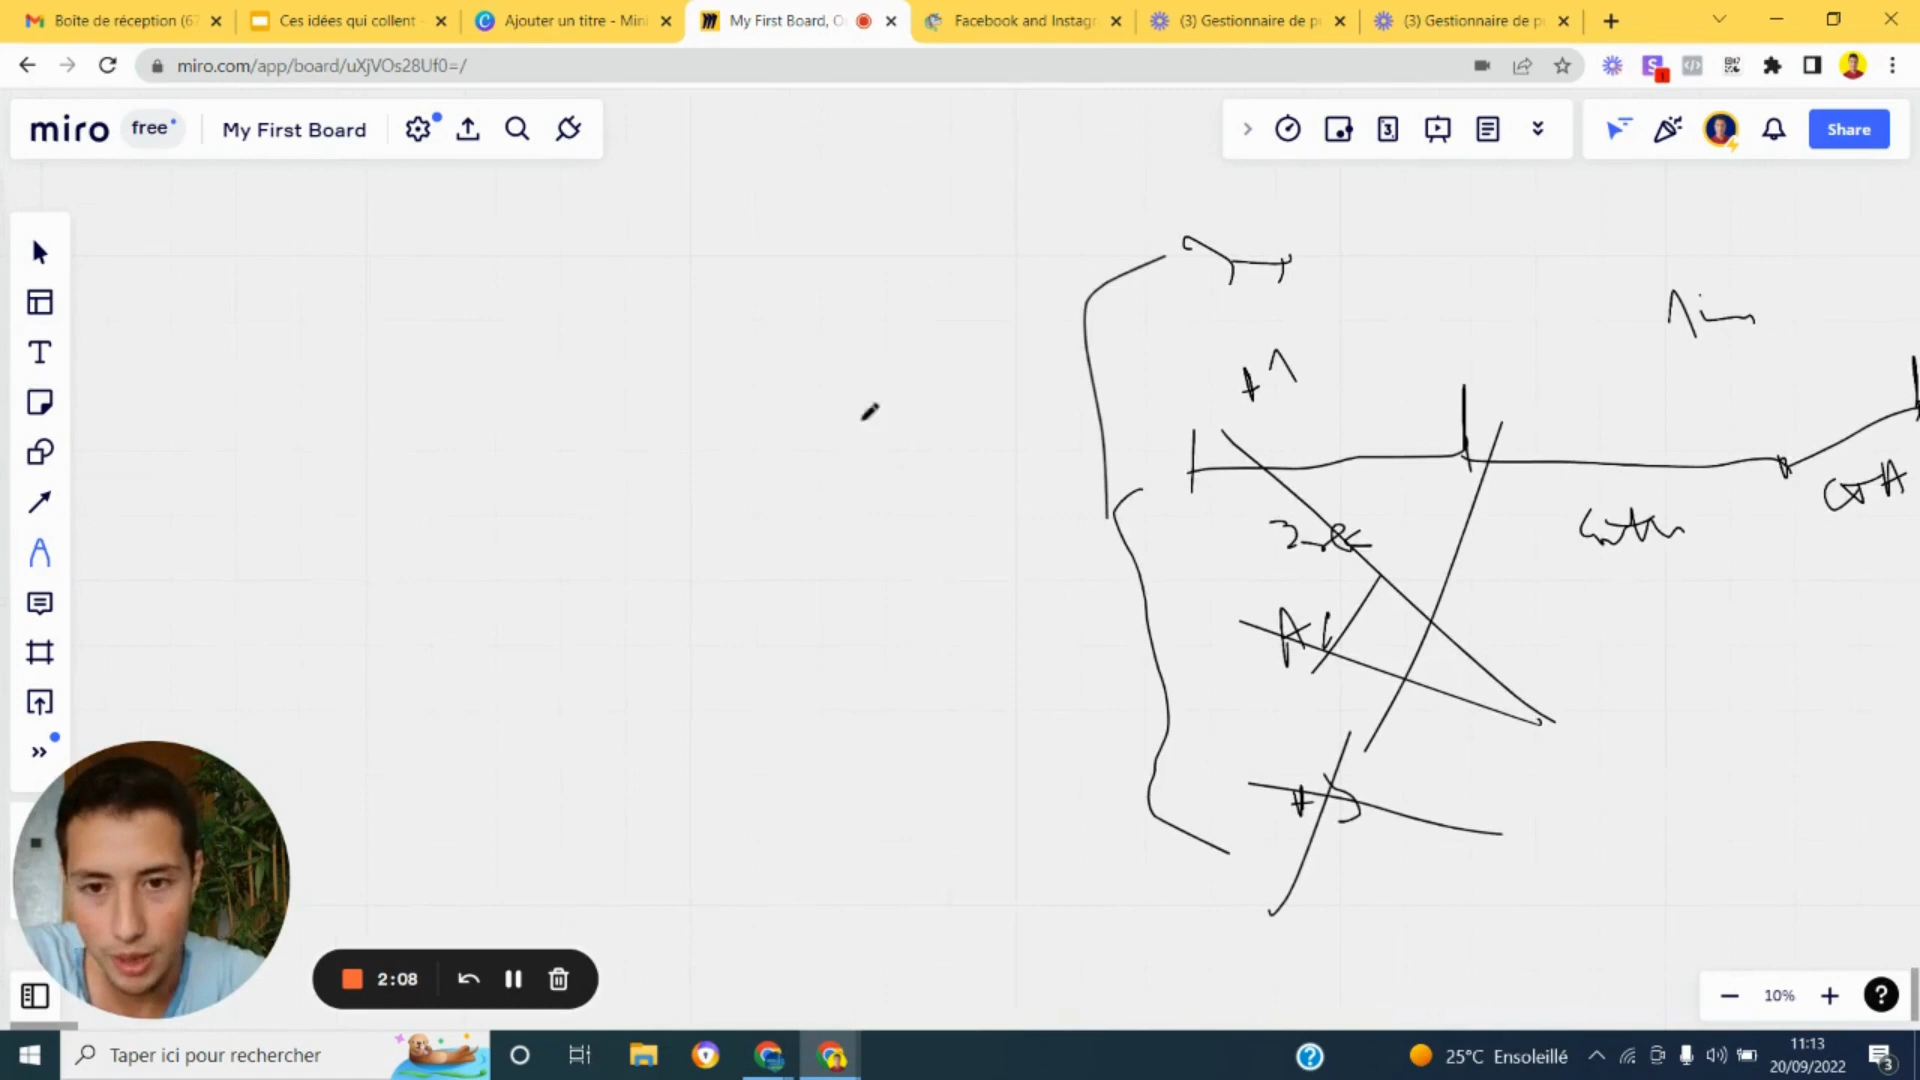 Boîte de réception (67
Ces idées qui collent -
Ajouter un titre - Mini
My First Board, O
Facebook and Instagr
(3) Gestionnaire de p
(3) Gestionnaire de p
miro.com/app/board/uXjVOs28Uf0=/
miro
free
My First Board
3
Share
2:08
10%
?
Taper ici pour rechercher
25°C Ensoleillé
11:13
20/09/2022
3